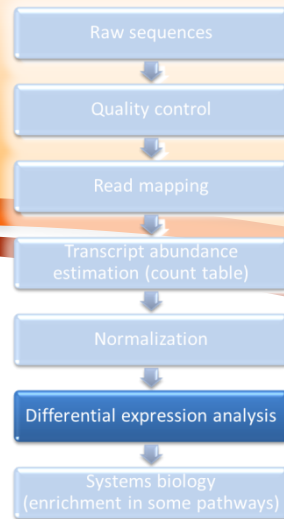 Raw sequences
Quality control
Read mapping
Transcript abundance
estimation (count table)
Normalization
Differential expression analysis
Systems biology
(enrichment in some pathways)